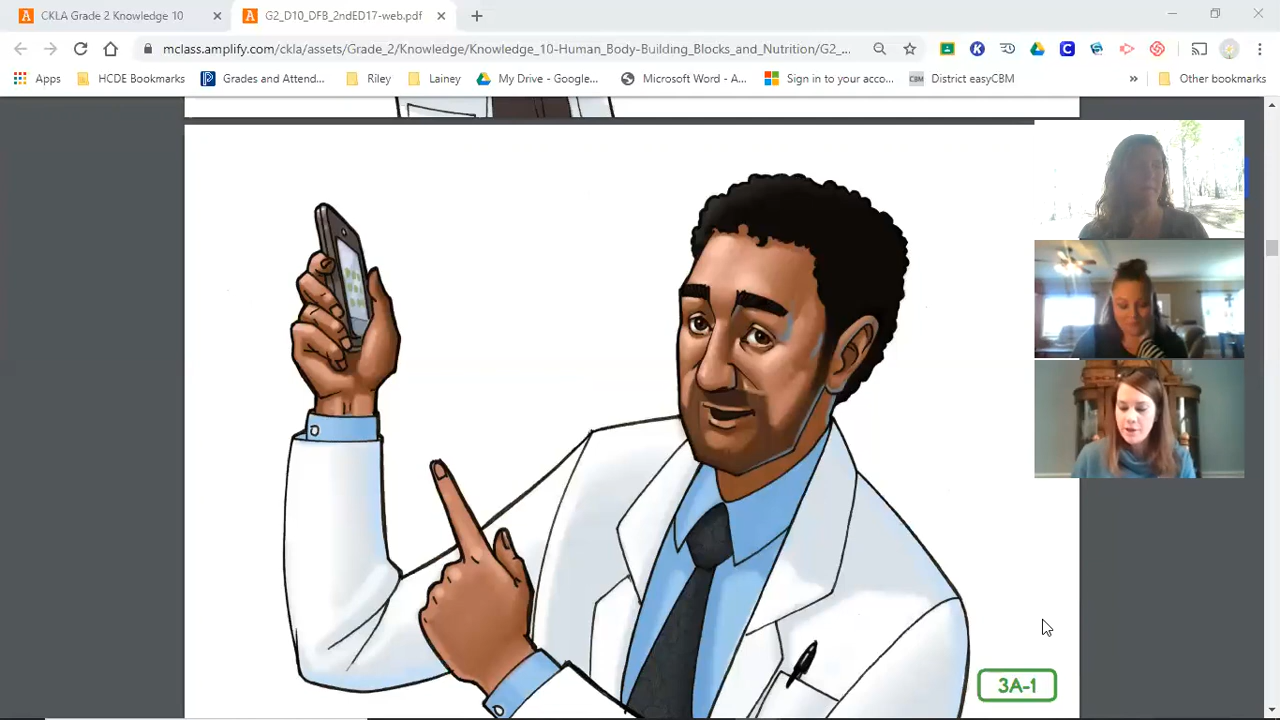 CKLA Grade 2 Knowledge 10
G2_D10_DFB_2ndED17-web.pdf
mclass.amplify.com/ckla/assets/Grade_2/Knowledge/Knowledge_10-Human_Body-Building_Blocks_and_Nutrition/G2_...
Apps HCDE Bookmarks Grades and Attend... Riley Lainey My Drive - Google... Microsoft Word - A... Sign in to your acco... CBM District easyCBM » Other bookmarks
3A-1